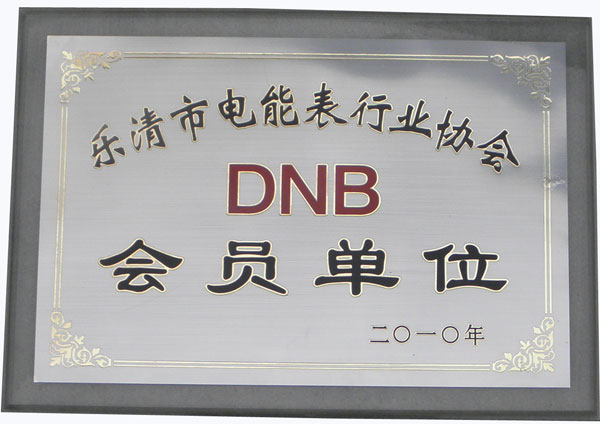 乐清市电能表行业协会
DNB
会员单位
二〇一〇年